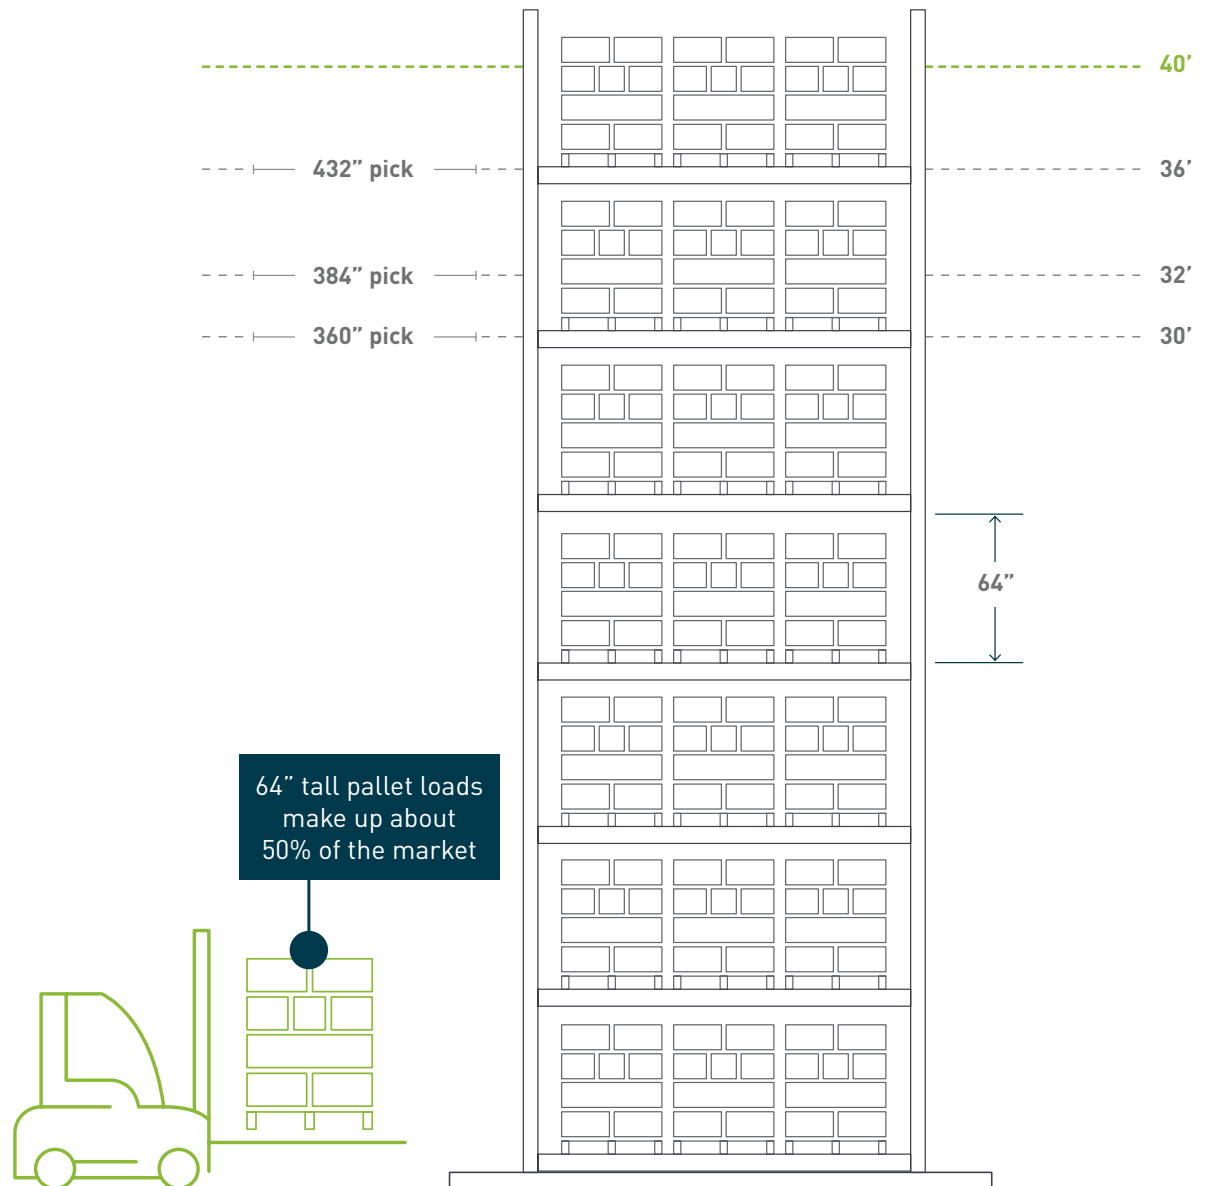 40’
432” pick
36’
384” pick
32’
360” pick
30’
64”
64” tall pallet loads
make up about
50% of the market